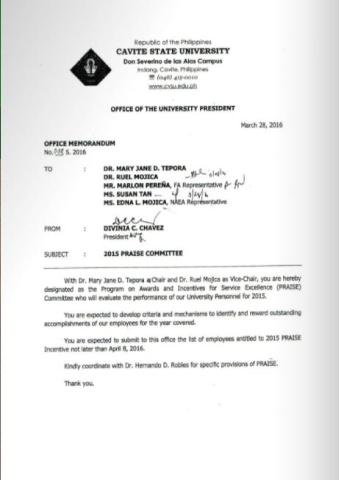 Republic of the Philippines
CAVITE STATE UNIVERSITY
Don Severino de las Alas Campus
Indang, Cavite, Philippines
www.cvsu.edu.ph
OFFICE OF THE UNIVERSITY PRESIDENT
March 28, 2016
OFFICE MEMORANDUM
No. S. 2016
TO : DR. MARY JANE D. TEPORA
DR. RUEL MOJICA
MR. MARLON PEREÑA, FA Representative
MS. SUSAN TAN
MS. EDNA L. MOJICA, NAEA Representative
FROM : DIVINIA C. CHAVEZ
President
SUBJECT : 2015 PRAISE COMMITTEE
With Dr. Mary Jane D. Tepora as Chair and Dr. Ruel Mojica as Vice-Chair, you are hereby
designated as the Program on Awards and Incentives for Service Excellence (PRAISE)
Committee who will evaluate the performance of our University Personnel for 2015.
You are expected to develop criteria and mechanisms to identify and reward outstanding
accomplishments of our employees for the year covered.
You are expected to submit to this office the list of employees entitled to 2015 PRAISE
Incentive not later than April 8, 2016.
Kindly coordinate with Dr. Hernando D. Robles for specific provisions of PRAISE.
Thank you.